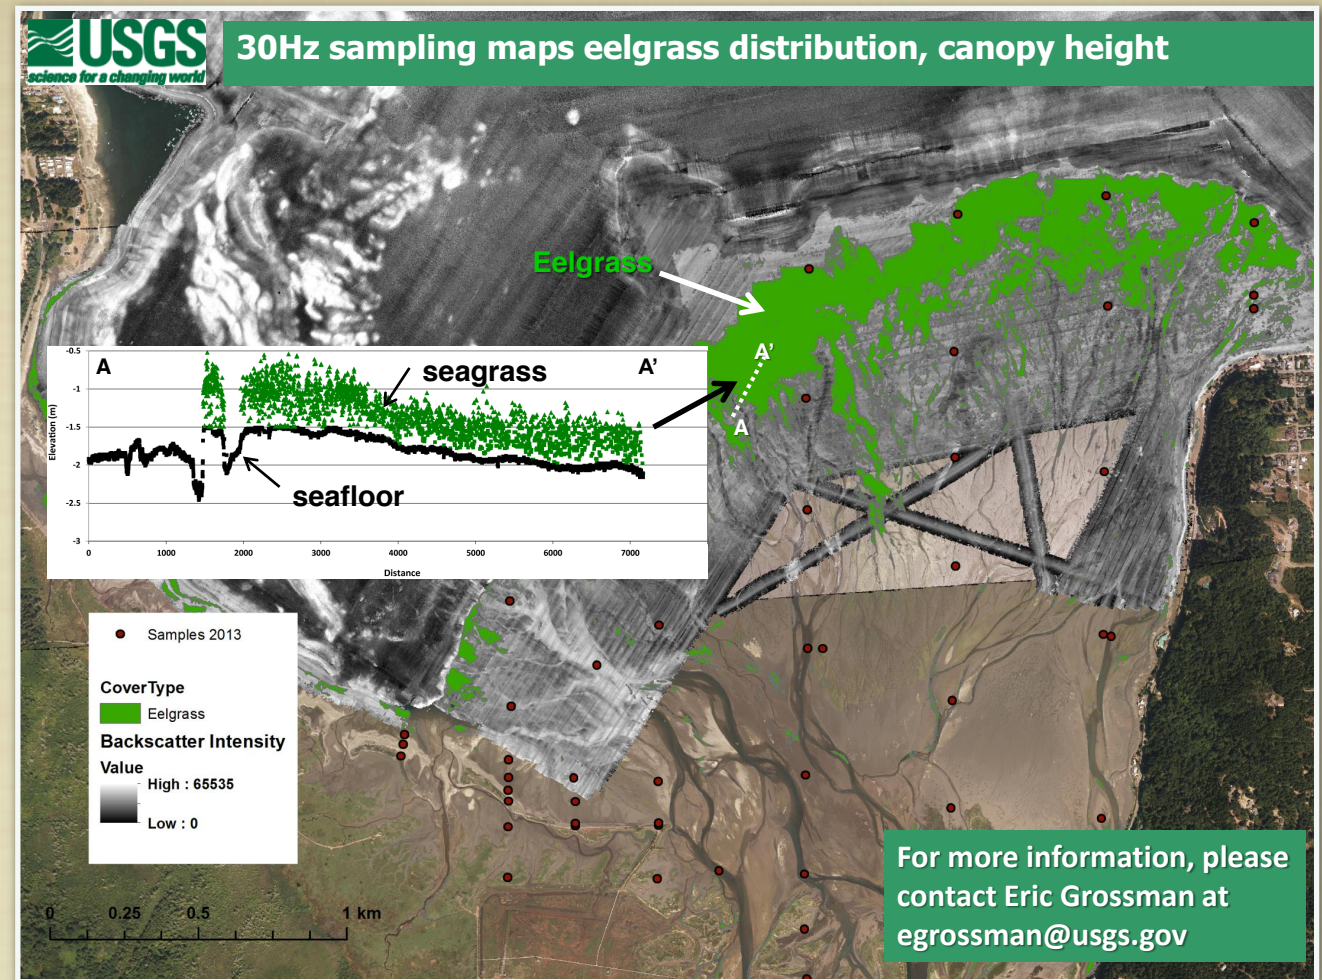 USGS
science for a changing world
30Hz sampling maps eelgrass distribution, canopy height
Eelgrass
A'
A
A
A'
seagrass
seafloor
Elevation (m)
-0.5
-1
-1.5
-2
-2.5
-3
0 1000 2000 3000 4000 5000 6000 7000
Distance
Samples 2013
CoverType
Eelgrass
Backscatter Intensity
Value
High : 65535
Low : 0
0 0.25 0.5 1 km
For more information, please
contact Eric Grossman at
egrossman@usgs.gov